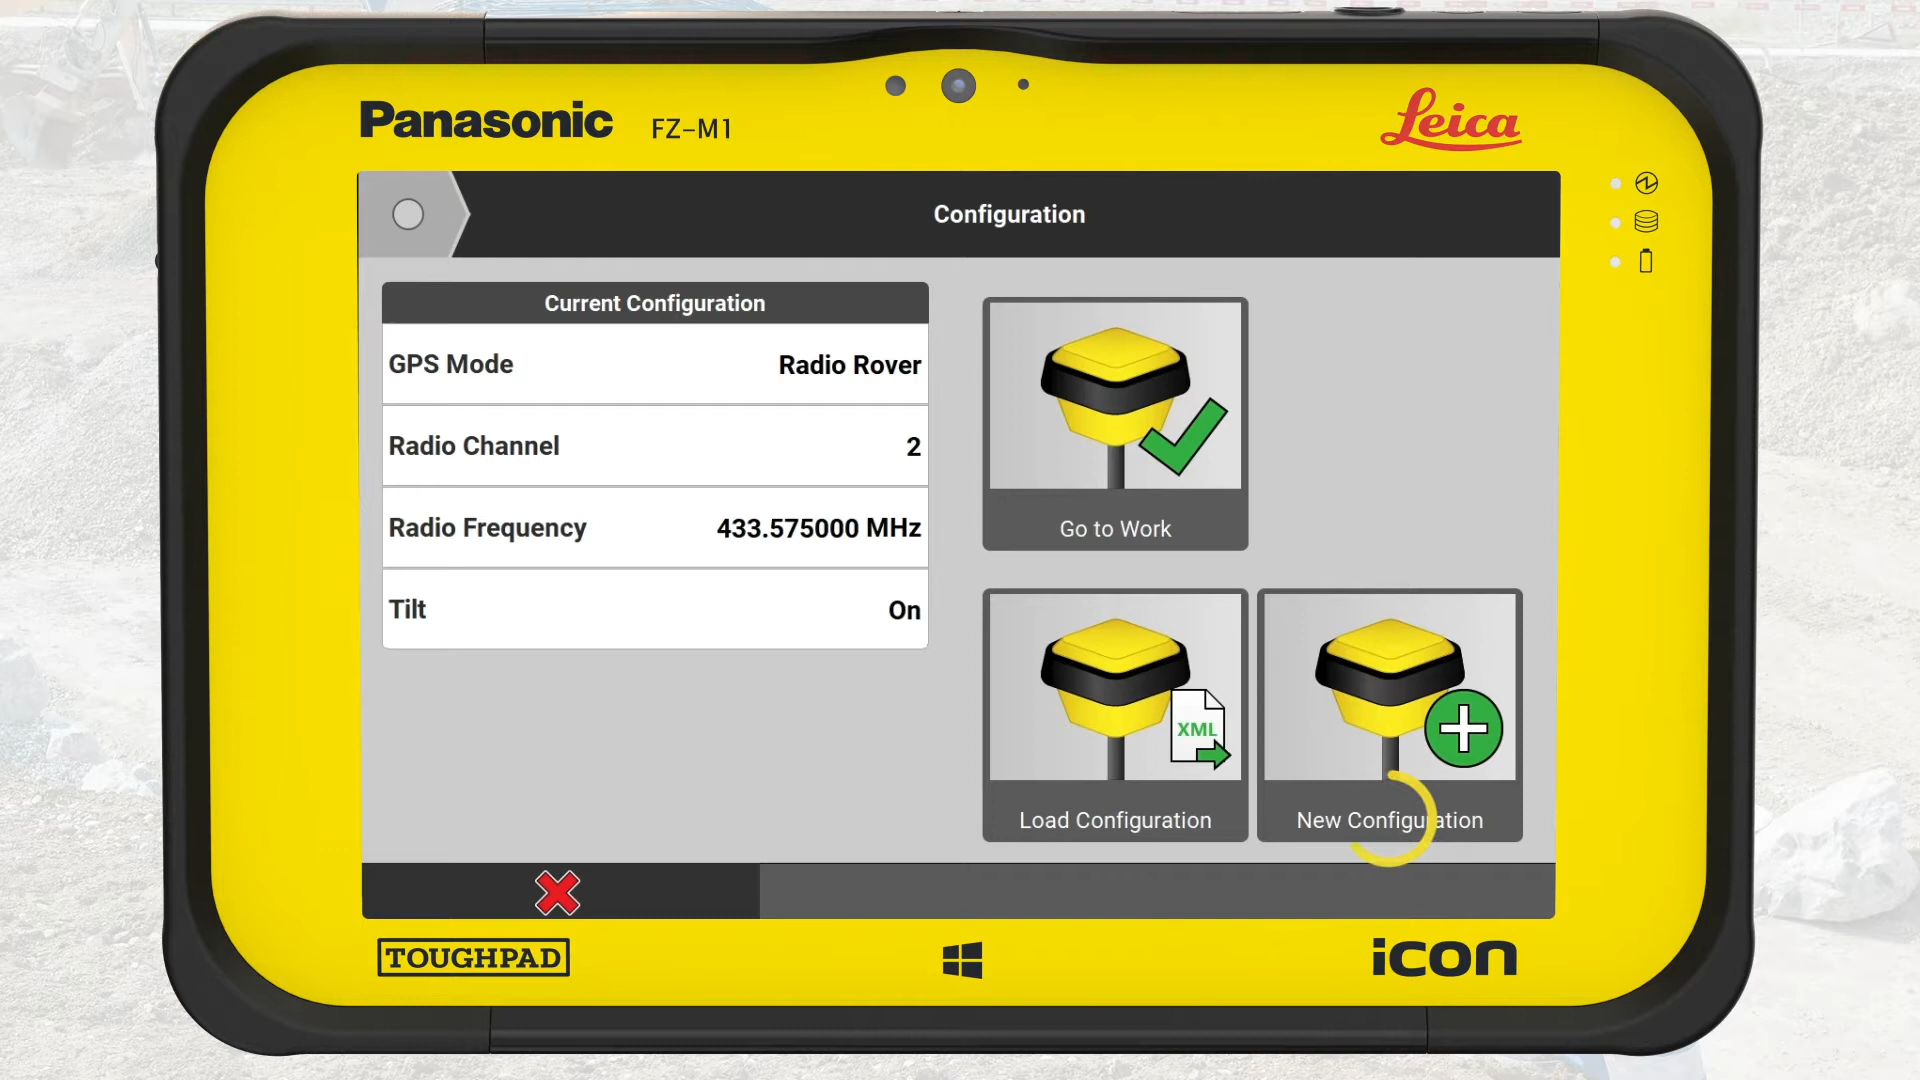 Panasonic FZ-M1 Leica
Configuration
Current Configuration
GPS Mode Radio Rover
Radio Channel 2
Radio Frequency 433.575000 MHz
Tilt On
Go to Work
XML
Load Configuration
New Configuration
TOUGHPAD icon